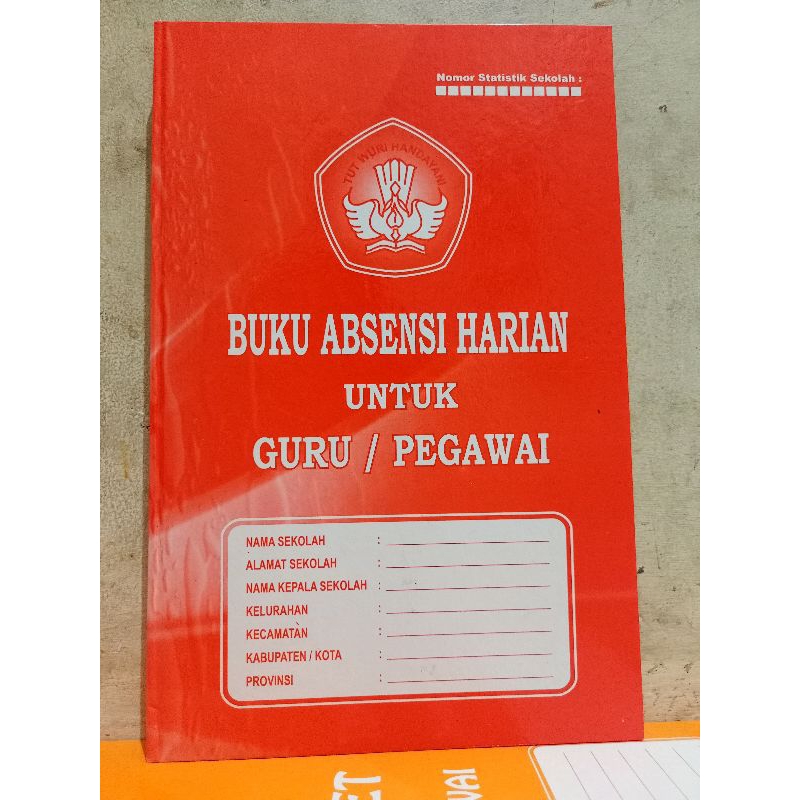 Nomor Statistik Sekolah :
TUT WURI HANDAYANI
BUKU ABSENSI HARIAN
UNTUK
GURU / PEGAWAI
NAMA SEKOLAH :
ALAMAT SEKOLAH :
NAMA KEPALA SEKOLAH :
KELURAHAN :
KECAMATAN :
KABUPATEN / KOTA :
PROVINSI :